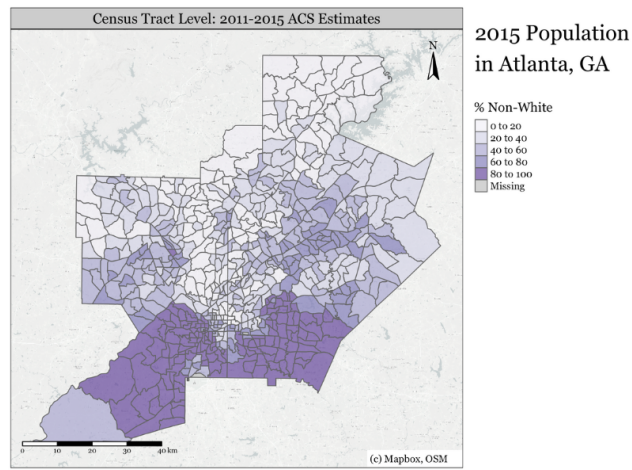 Census Tract Level: 2011-2015 ACS Estimates
2015 Population
in Atlanta, GA
N
% Non-White
0 to 20
20 to 40
40 to 60
60 to 80
80 to 100
Missing
0 10 20 30 40 km
(c) Mapbox, OSM